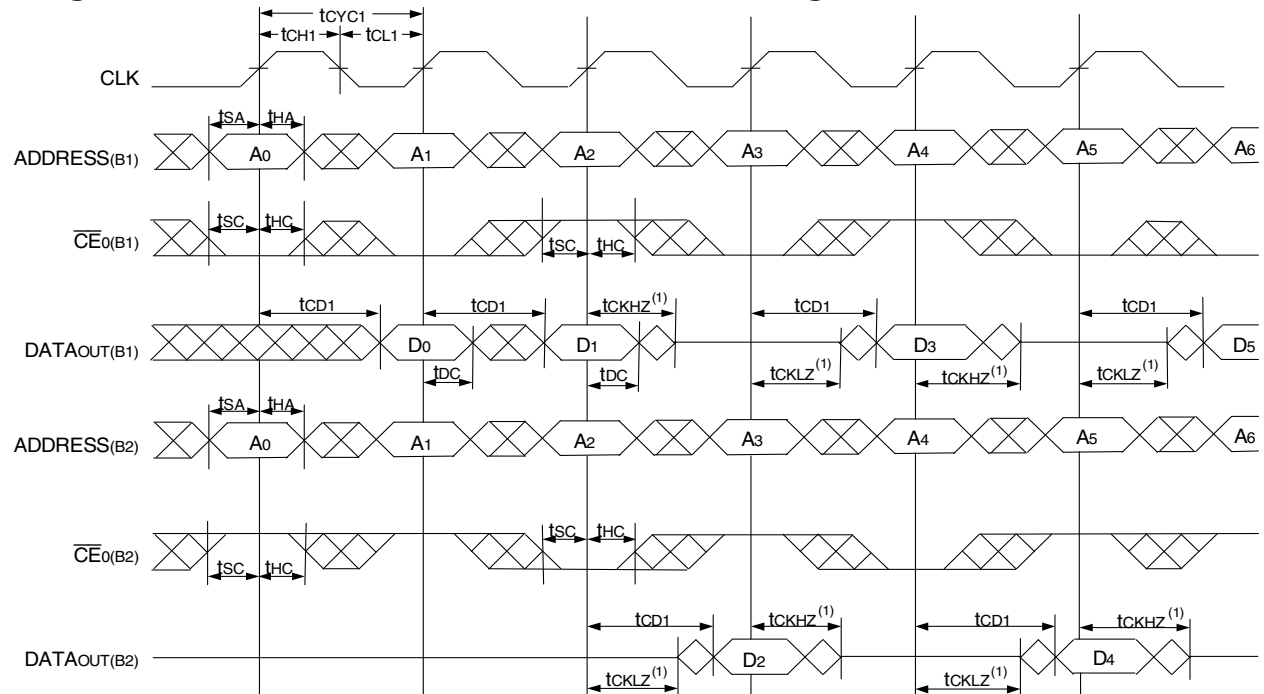 tCYC1
tCH1 tCL1
CLK
tSA tHA
ADDRESS(B1) A0 A1 A2 A3 A4 A5 A6
tSC tHC
CE0(B1)
tSC tHC
tCD1 tCD1 tCKHZ(1) tCD1 tCD1
DATAOUT(B1) D0 D1 D3 D5
tDC tDC tCKLZ(1) tCKHZ(1) tCKLZ(1)
tSA tHA
ADDRESS(B2) A0 A1 A2 A3 A4 A5 A6
tSC tHC
CE0(B2)
tSC tHC
tCD1 tCKHZ(1) tCD1 tCKHZ(1)
DATAOUT(B2) D2 D4
tCKLZ(1) tCKLZ(1)